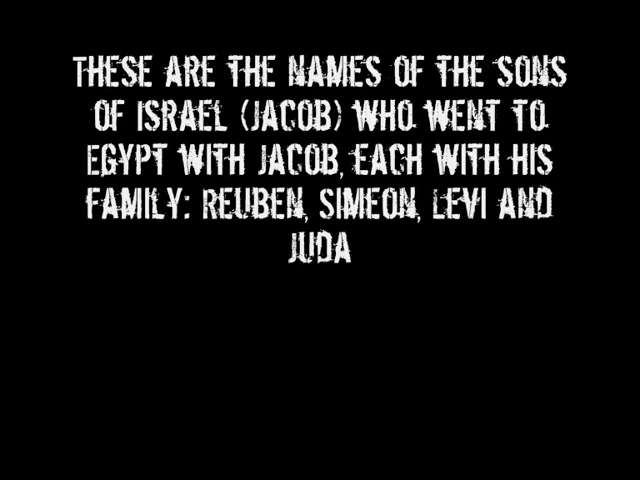 THESE ARE THE NAMES OF THE SONS
OF ISRAEL (JACOB) WHO WENT TO
EGYPT WITH JACOB, EACH WITH HIS
FAMILY: REUBEN, SIMEON, LEVI AND
JUDA